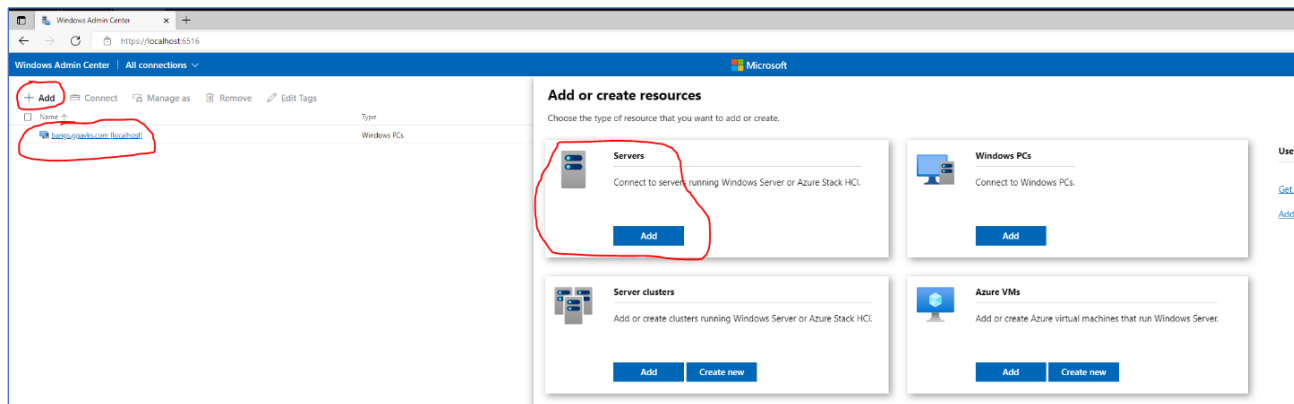 Windows Admin Center
https://localhost:6516
Windows Admin Center | All connections
Microsoft
Add Connect Manage as Remove Edit Tags
Name Type
[localhost] Windows PCs
Add or create resources
Choose the type of resource that you want to add or create.
Servers
Connect to servers running Windows Server or Azure Stack HCI.
Add
Windows PCs
Connect to Windows PCs.
Add
Server clusters
Add or create clusters running Windows Server or Azure Stack HCI.
Add Create new
Azure VMs
Add or create Azure virtual machines that run Windows Server.
Add Create new
Use
Get
Add